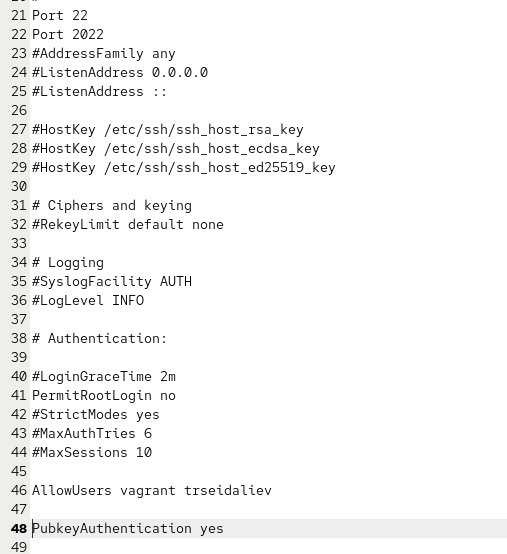 21 Port 22
22 Port 2022
23 #AddressFamily any
24 #ListenAddress 0.0.0.0
25 #ListenAddress ::
26
27 #HostKey /etc/ssh/ssh_host_rsa_key
28 #HostKey /etc/ssh/ssh_host_ecdsa_key
29 #HostKey /etc/ssh/ssh_host_ed25519_key
30
31 # Ciphers and keying
32 #RekeyLimit default none
33
34 # Logging
35 #SyslogFacility AUTH
36 #LogLevel INFO
37
38 # Authentication:
39
40 #LoginGraceTime 2m
41 PermitRootLogin no
42 #StrictModes yes
43 #MaxAuthTries 6
44 #MaxSessions 10
45
46 AllowUsers vagrant trseidaliev
47
48 PubkeyAuthentication yes
49